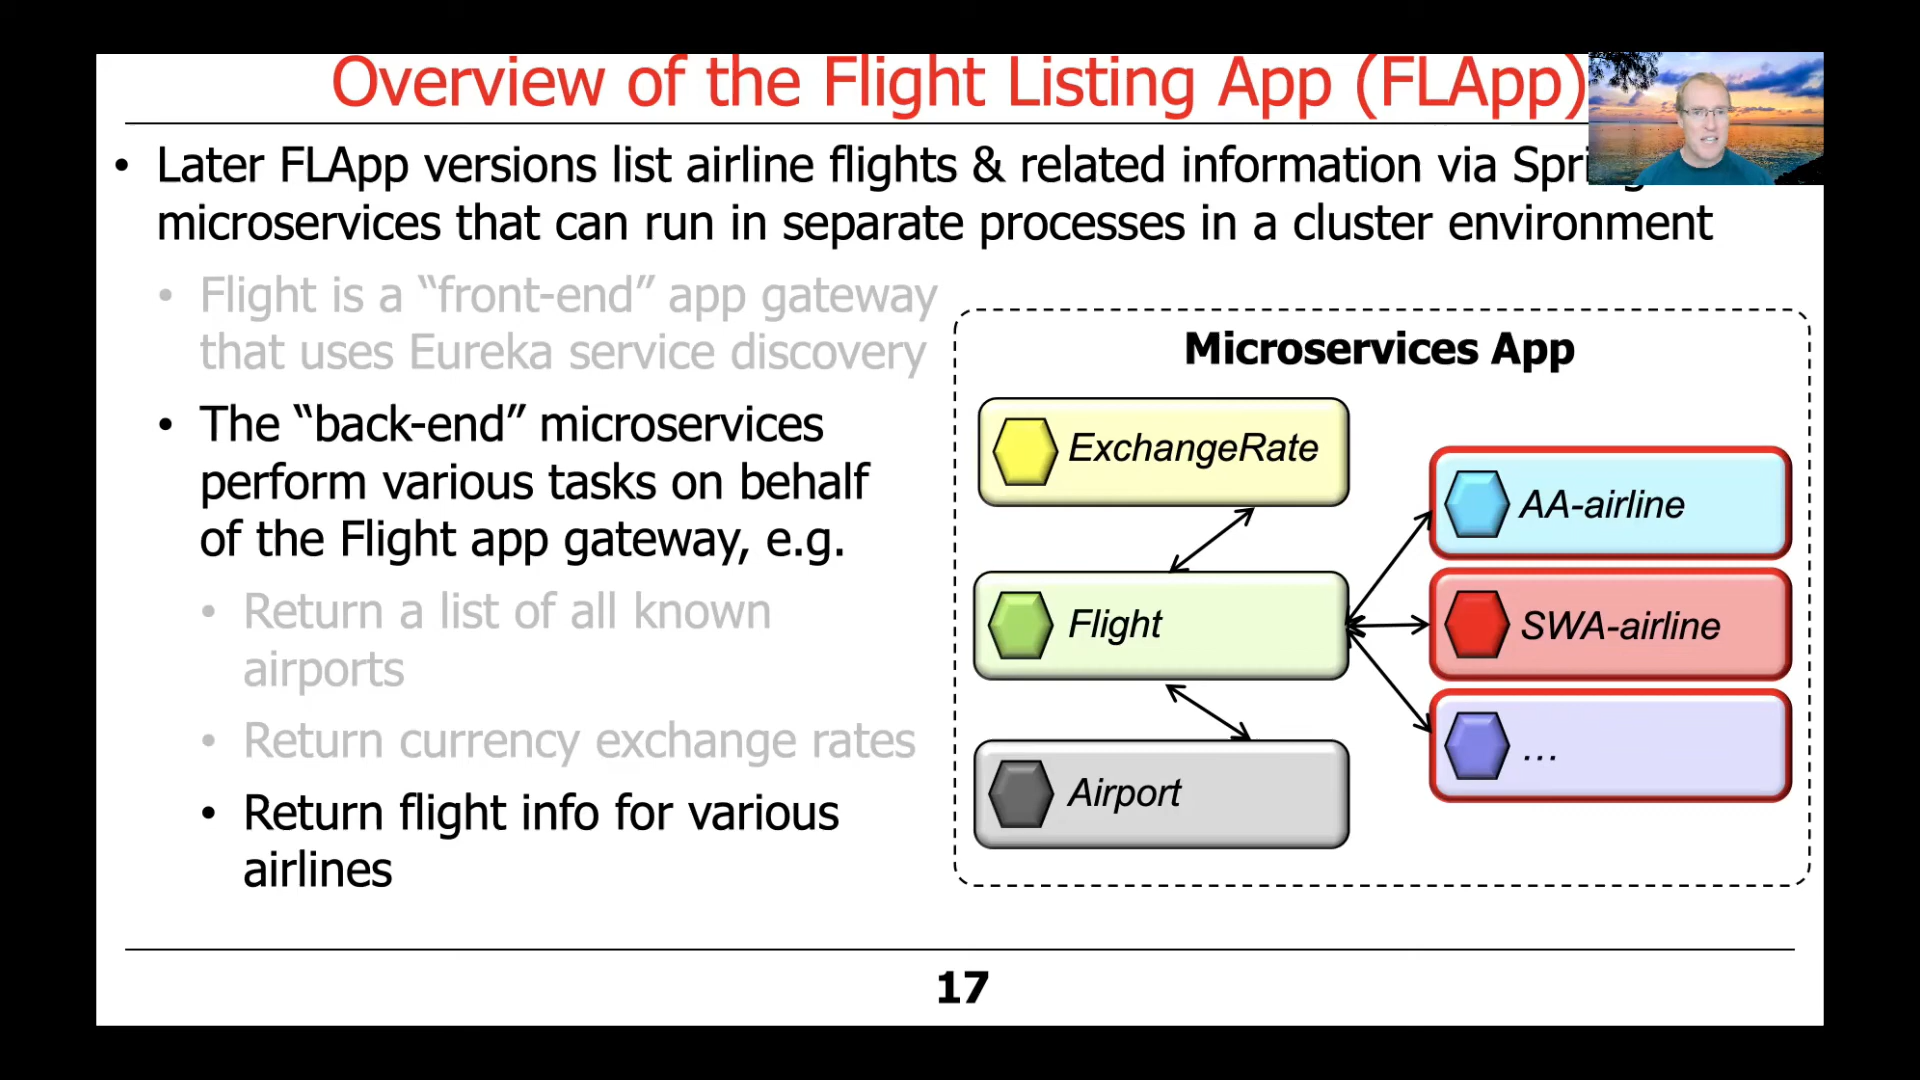 Overview of the Flight Listing App (FLApp)
• Later FLApp versions list airline flights & related information via
microservices that can run in separate processes in a cluster environment
• Flight is a “front-end” app gateway
that uses Eureka service discovery
• The “back-end” microservices
perform various tasks on behalf
of the Flight app gateway, e.g.
• Return a list of all known
airports
• Return currency exchange rates
• Return flight info for various
airlines
Microservices App
ExchangeRate
Flight
Airport
AA-airline
SWA-airline
...
17